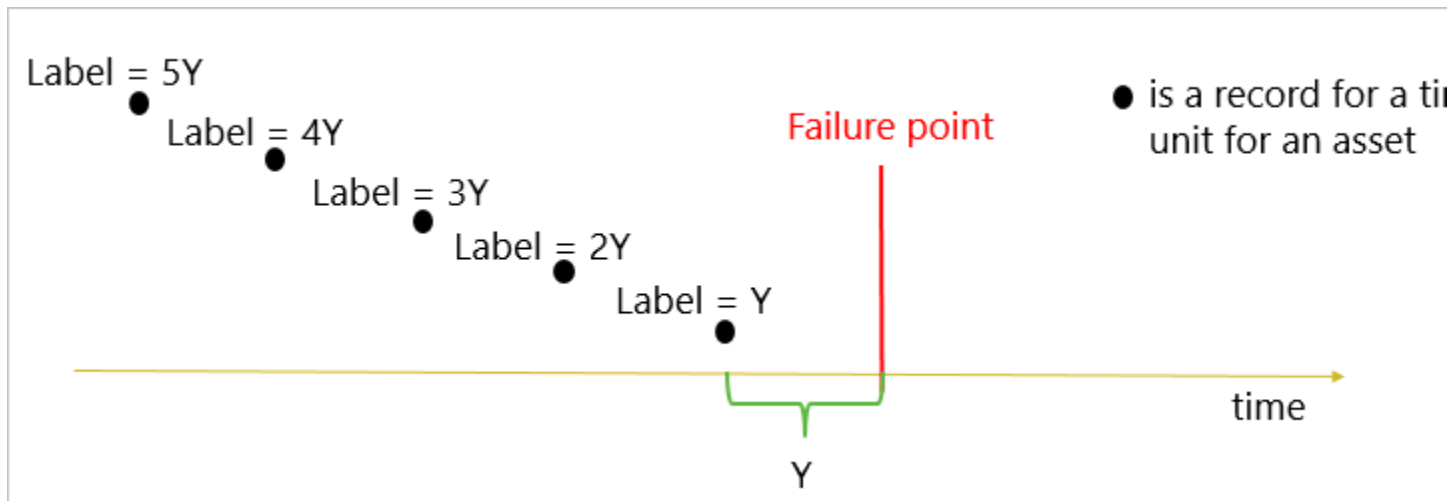 Label = 5Y
Label = 4Y
Label = 3Y
Label = 2Y
Label = Y
Failure point
is a record for a
unit for an asset
time
Y